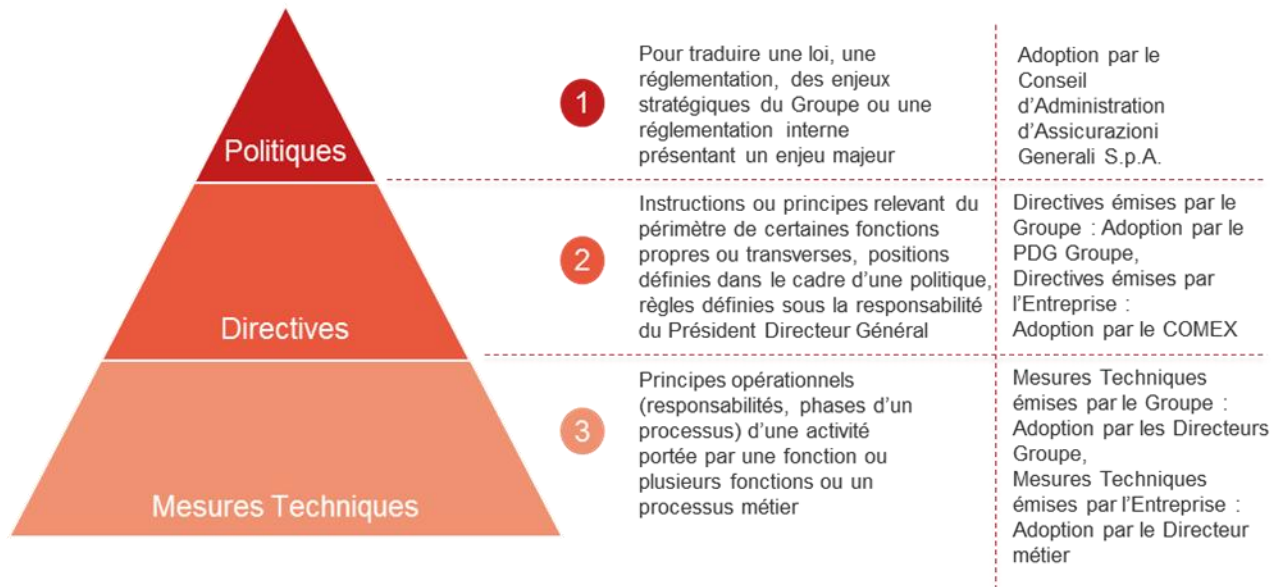 Politiques
1
Pour traduire une loi, une
réglementation, des enjeux
stratégiques du Groupe ou une
réglementation interne
présentant un enjeu majeur
Adoption par le
Conseil
d’Administration
d’Assicurazioni
Generali S.p.A.
Directives
2
Instructions ou principes relevant du
périmètre de certaines fonctions
propres ou transverses, positions
définies dans le cadre d’une politique,
règles définies sous la responsabilité
du Président Directeur Général
Directives émises par le
Groupe : Adoption par le
PDG Groupe,
Directives émises par
l’Entreprise :
Adoption par le COMEX
Mesures Techniques
3
Principes opérationnels
(responsabilités, phases d’un
processus) d’une activité
portée par une fonction ou
plusieurs fonctions ou un
processus métier
Mesures Techniques
émises par le Groupe :
Adoption par les Directeurs
Groupe,
Mesures Techniques
émises par l’Entreprise :
Adoption par le Directeur
métier